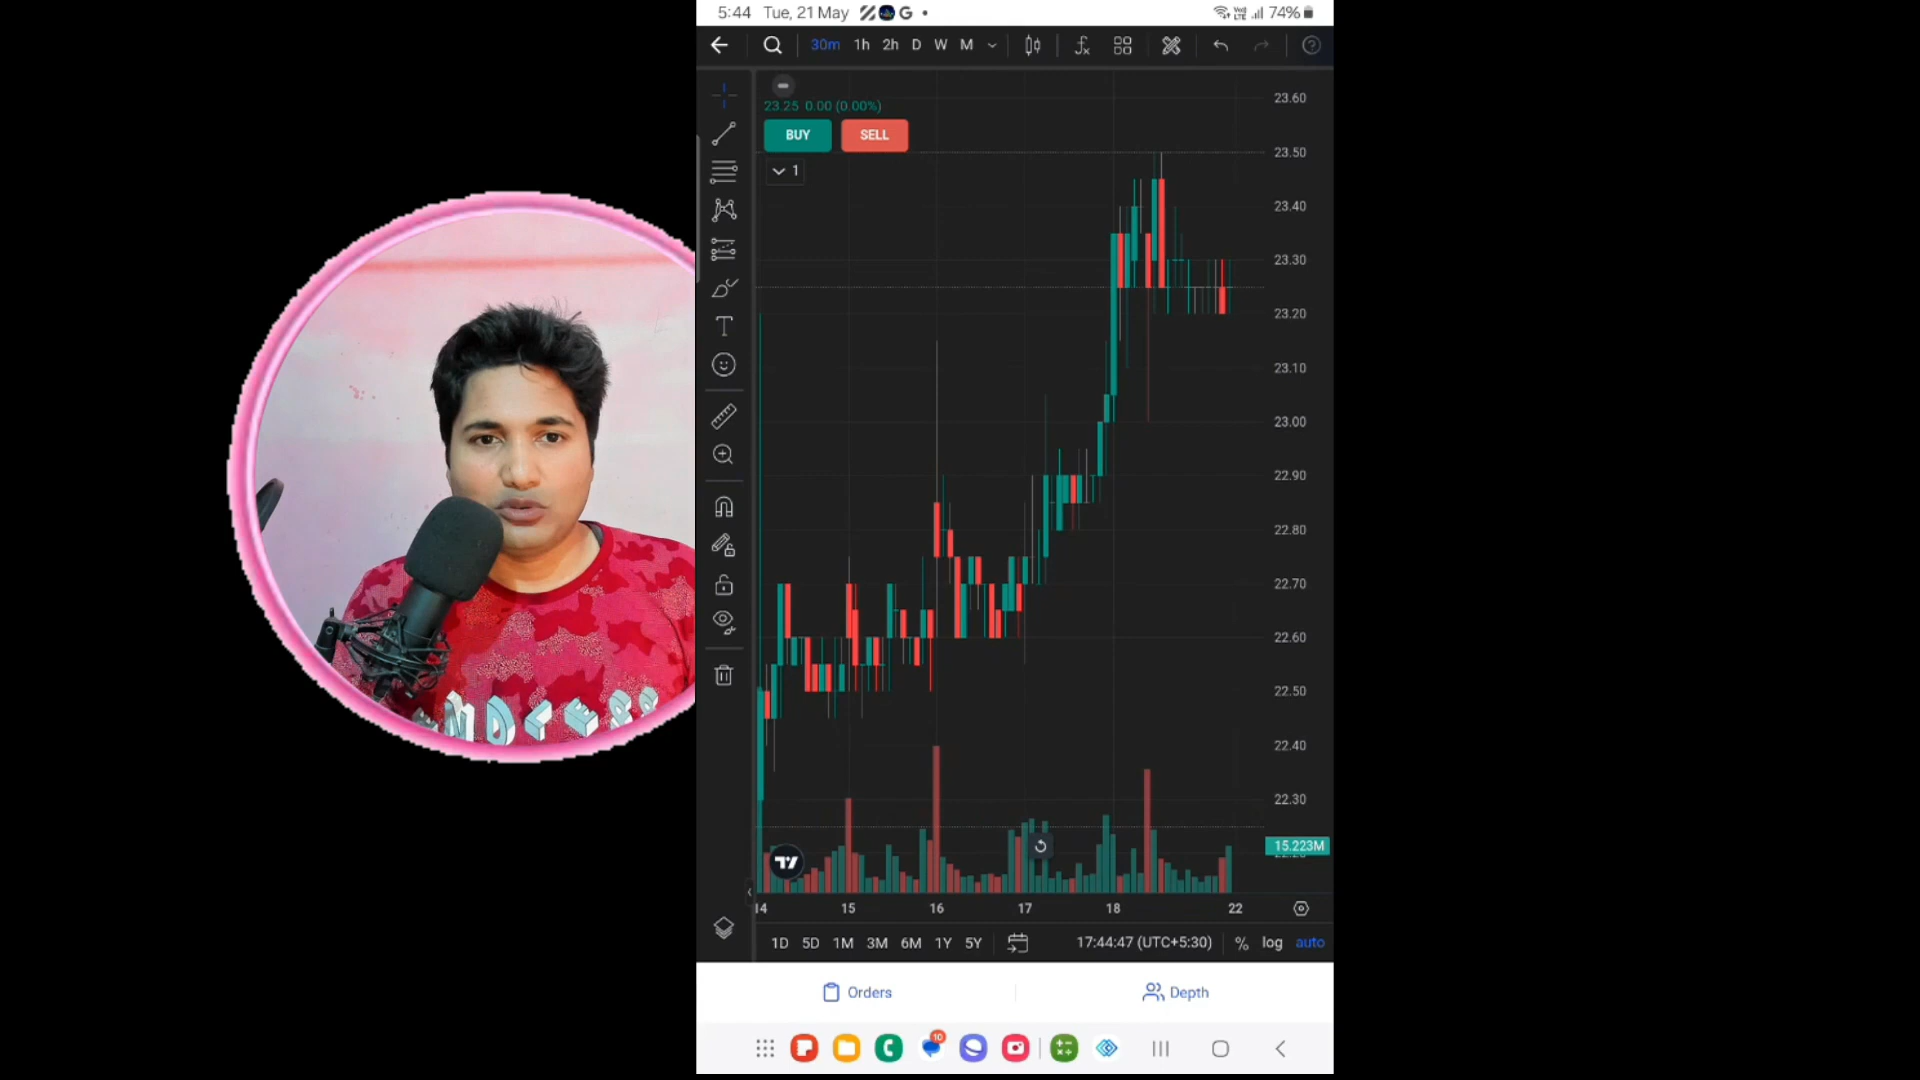 5:44 Tue, 21 May G 74%
30m 1h 2h D W M
23.25 0.00 (0.00%)
BUY SELL
1
23.60
23.50
23.40
23.30
23.20
23.10
23.00
22.90
22.80
22.70
22.60
22.50
22.40
22.30
15.223M
14 15 16 17 18 22
1D 5D 1M 3M 6M 1Y 5Y 17:44:47 (UTC+5:30) % log auto
Orders Depth
10